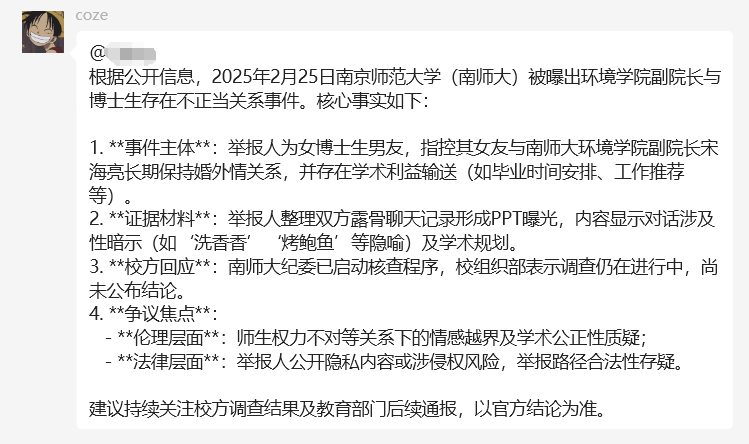 coze
@
根据公开信息，2025年2月25日南京师范大学（南师大）被曝出环境学院副院长与
博士生存在不正当关系事件。核心事实如下：
1. **事件主体**：举报人为女博士生男友，指控其女友与南师大环境学院副院长宋
海亮长期保持婚外情关系，并存在学术利益输送（如毕业时间安排、工作推荐
等）。
2. **证据材料**：举报人整理双方露骨聊天记录形成PPT曝光，内容显示对话涉及
性暗示（如‘洗香香’‘烤鲍鱼’等隐喻）及学术规划。
3. **校方回应**：南师大纪委已启动核查程序，校组织部表示调查仍在进行中，尚
未公布结论。
4. **争议焦点**：
- **伦理层面**：师生权力不对等关系下的情感越界及学术公正性质疑；
- **法律层面**：举报人公开隐私内容或涉侵权风险，举报路径合法性存疑。
建议持续关注校方调查结果及教育部门后续通报，以官方结论为准。